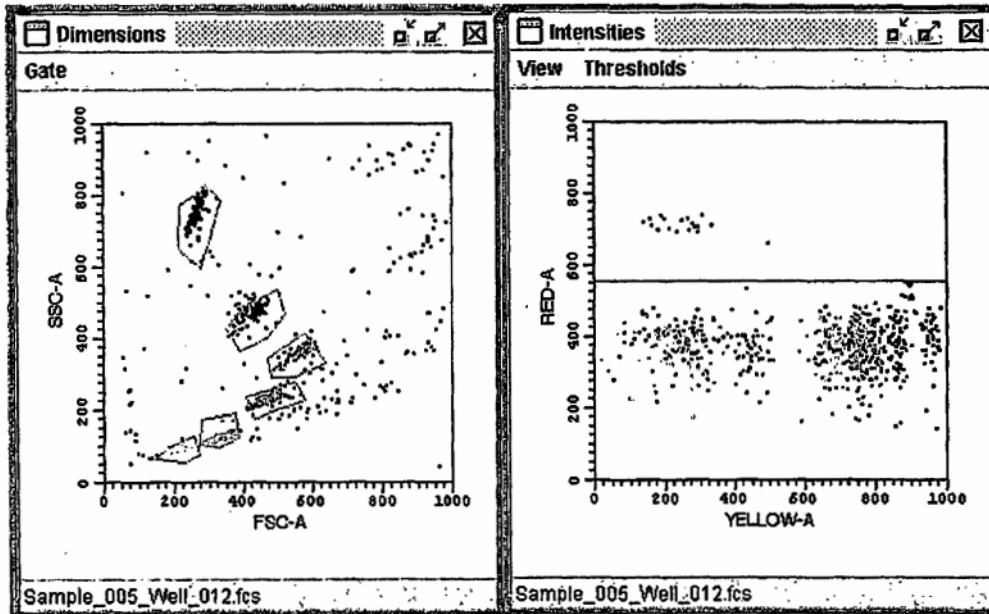 Dimensions
Gate
1000
800
600
400
200
0
SSC-A
0 200 400 600 800 1000
FSC-A
Sample_005_Well_012.fcs
Intensities
View Thresholds
1000
800
600
400
200
0
RED-A
0 200 400 600 800 1000
YELLOW-A
Sample_005_Well_012.fcs